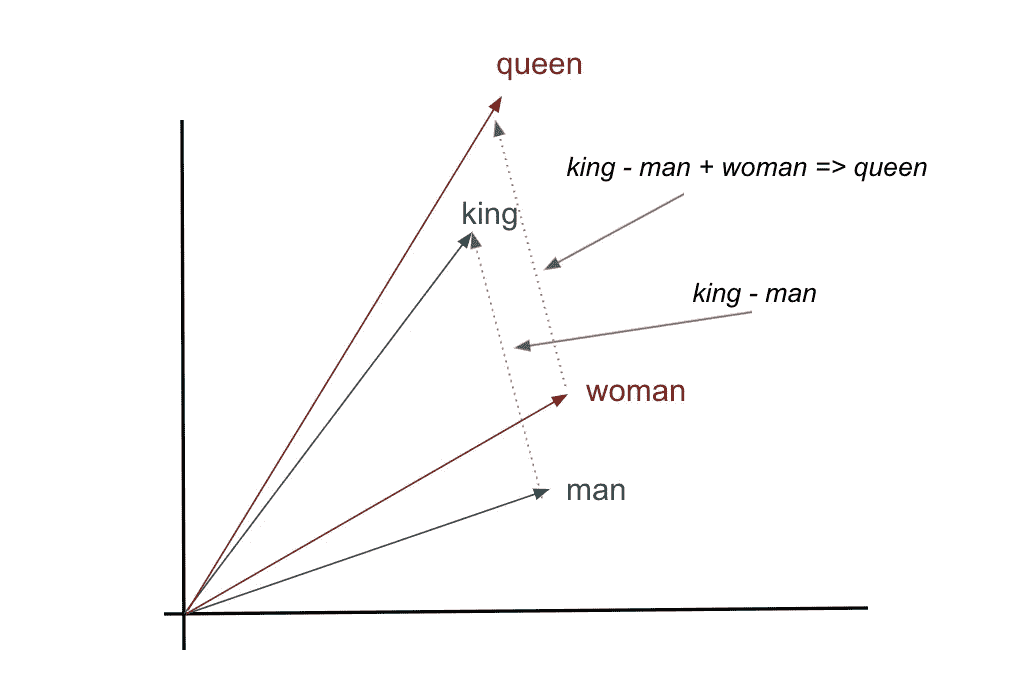 queen
king - man + woman => queen
king
king - man
woman
man